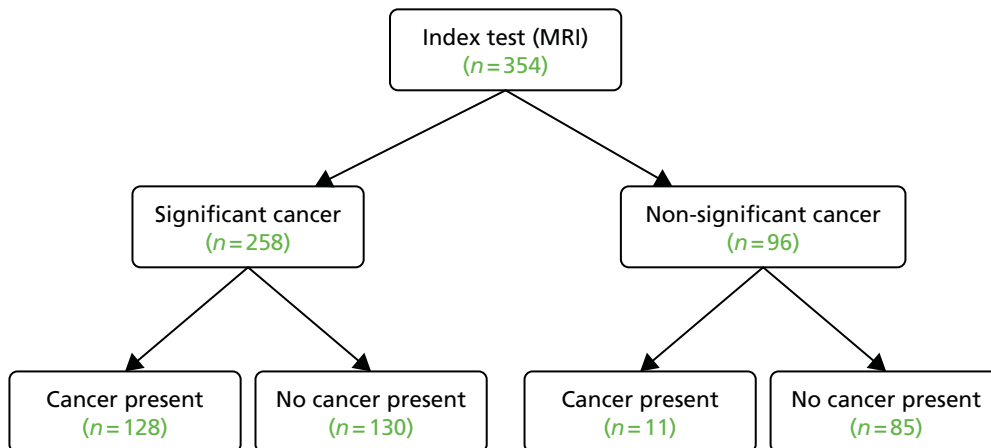 Index test (MRI)
(n=354)
Significant cancer
(n=258)
Non-significant cancer
(n=96)
Cancer present
(n=128)
No cancer present
(n=130)
Cancer present
(n=11)
No cancer present
(n=85)